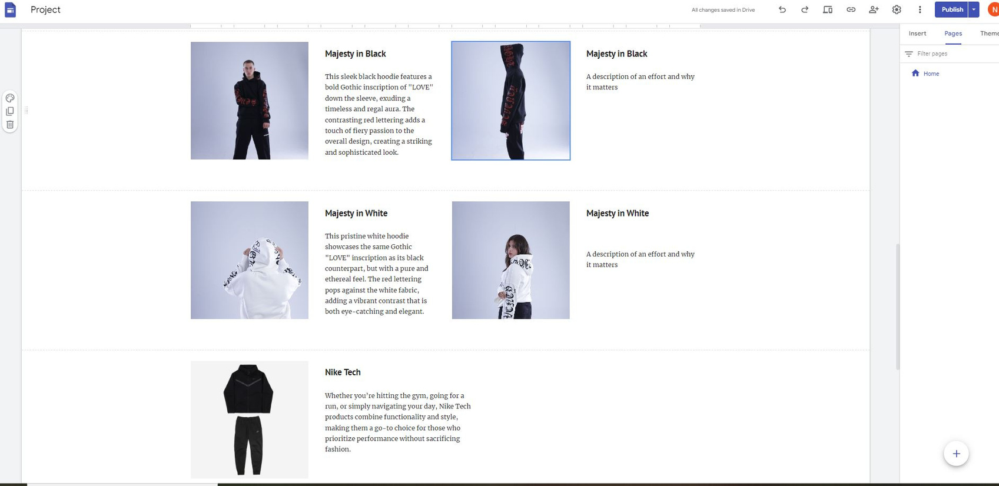 Project
All changes saved in Drive
Publish
N
Insert
Pages
Theme
Filter pages
Home
Majesty in Black
This sleek black hoodie features a
bold Gothic inscription of "LOVE"
down the sleeve, exuding a
timeless and regal aura. The
contrasting red lettering adds a
touch of fiery passion to the
overall design, creating a striking
and sophisticated look.
Majesty in Black
A description of an effort and why
it matters
Majesty in White
This pristine white hoodie
showcases the same Gothic
"LOVE" inscription as its black
counterpart, but with a pure and
ethereal feel. The red lettering
pops against the white fabric,
adding a vibrant contrast that is
both eye-catching and elegant.
Majesty in White
A description of an effort and why
it matters
Nike Tech
Whether you’re hitting the gym, going for a
run, or simply navigating your day, Nike Tech
products combine functionality and style,
making them a go-to choice for those who
prioritize performance without sacrificing
fashion.